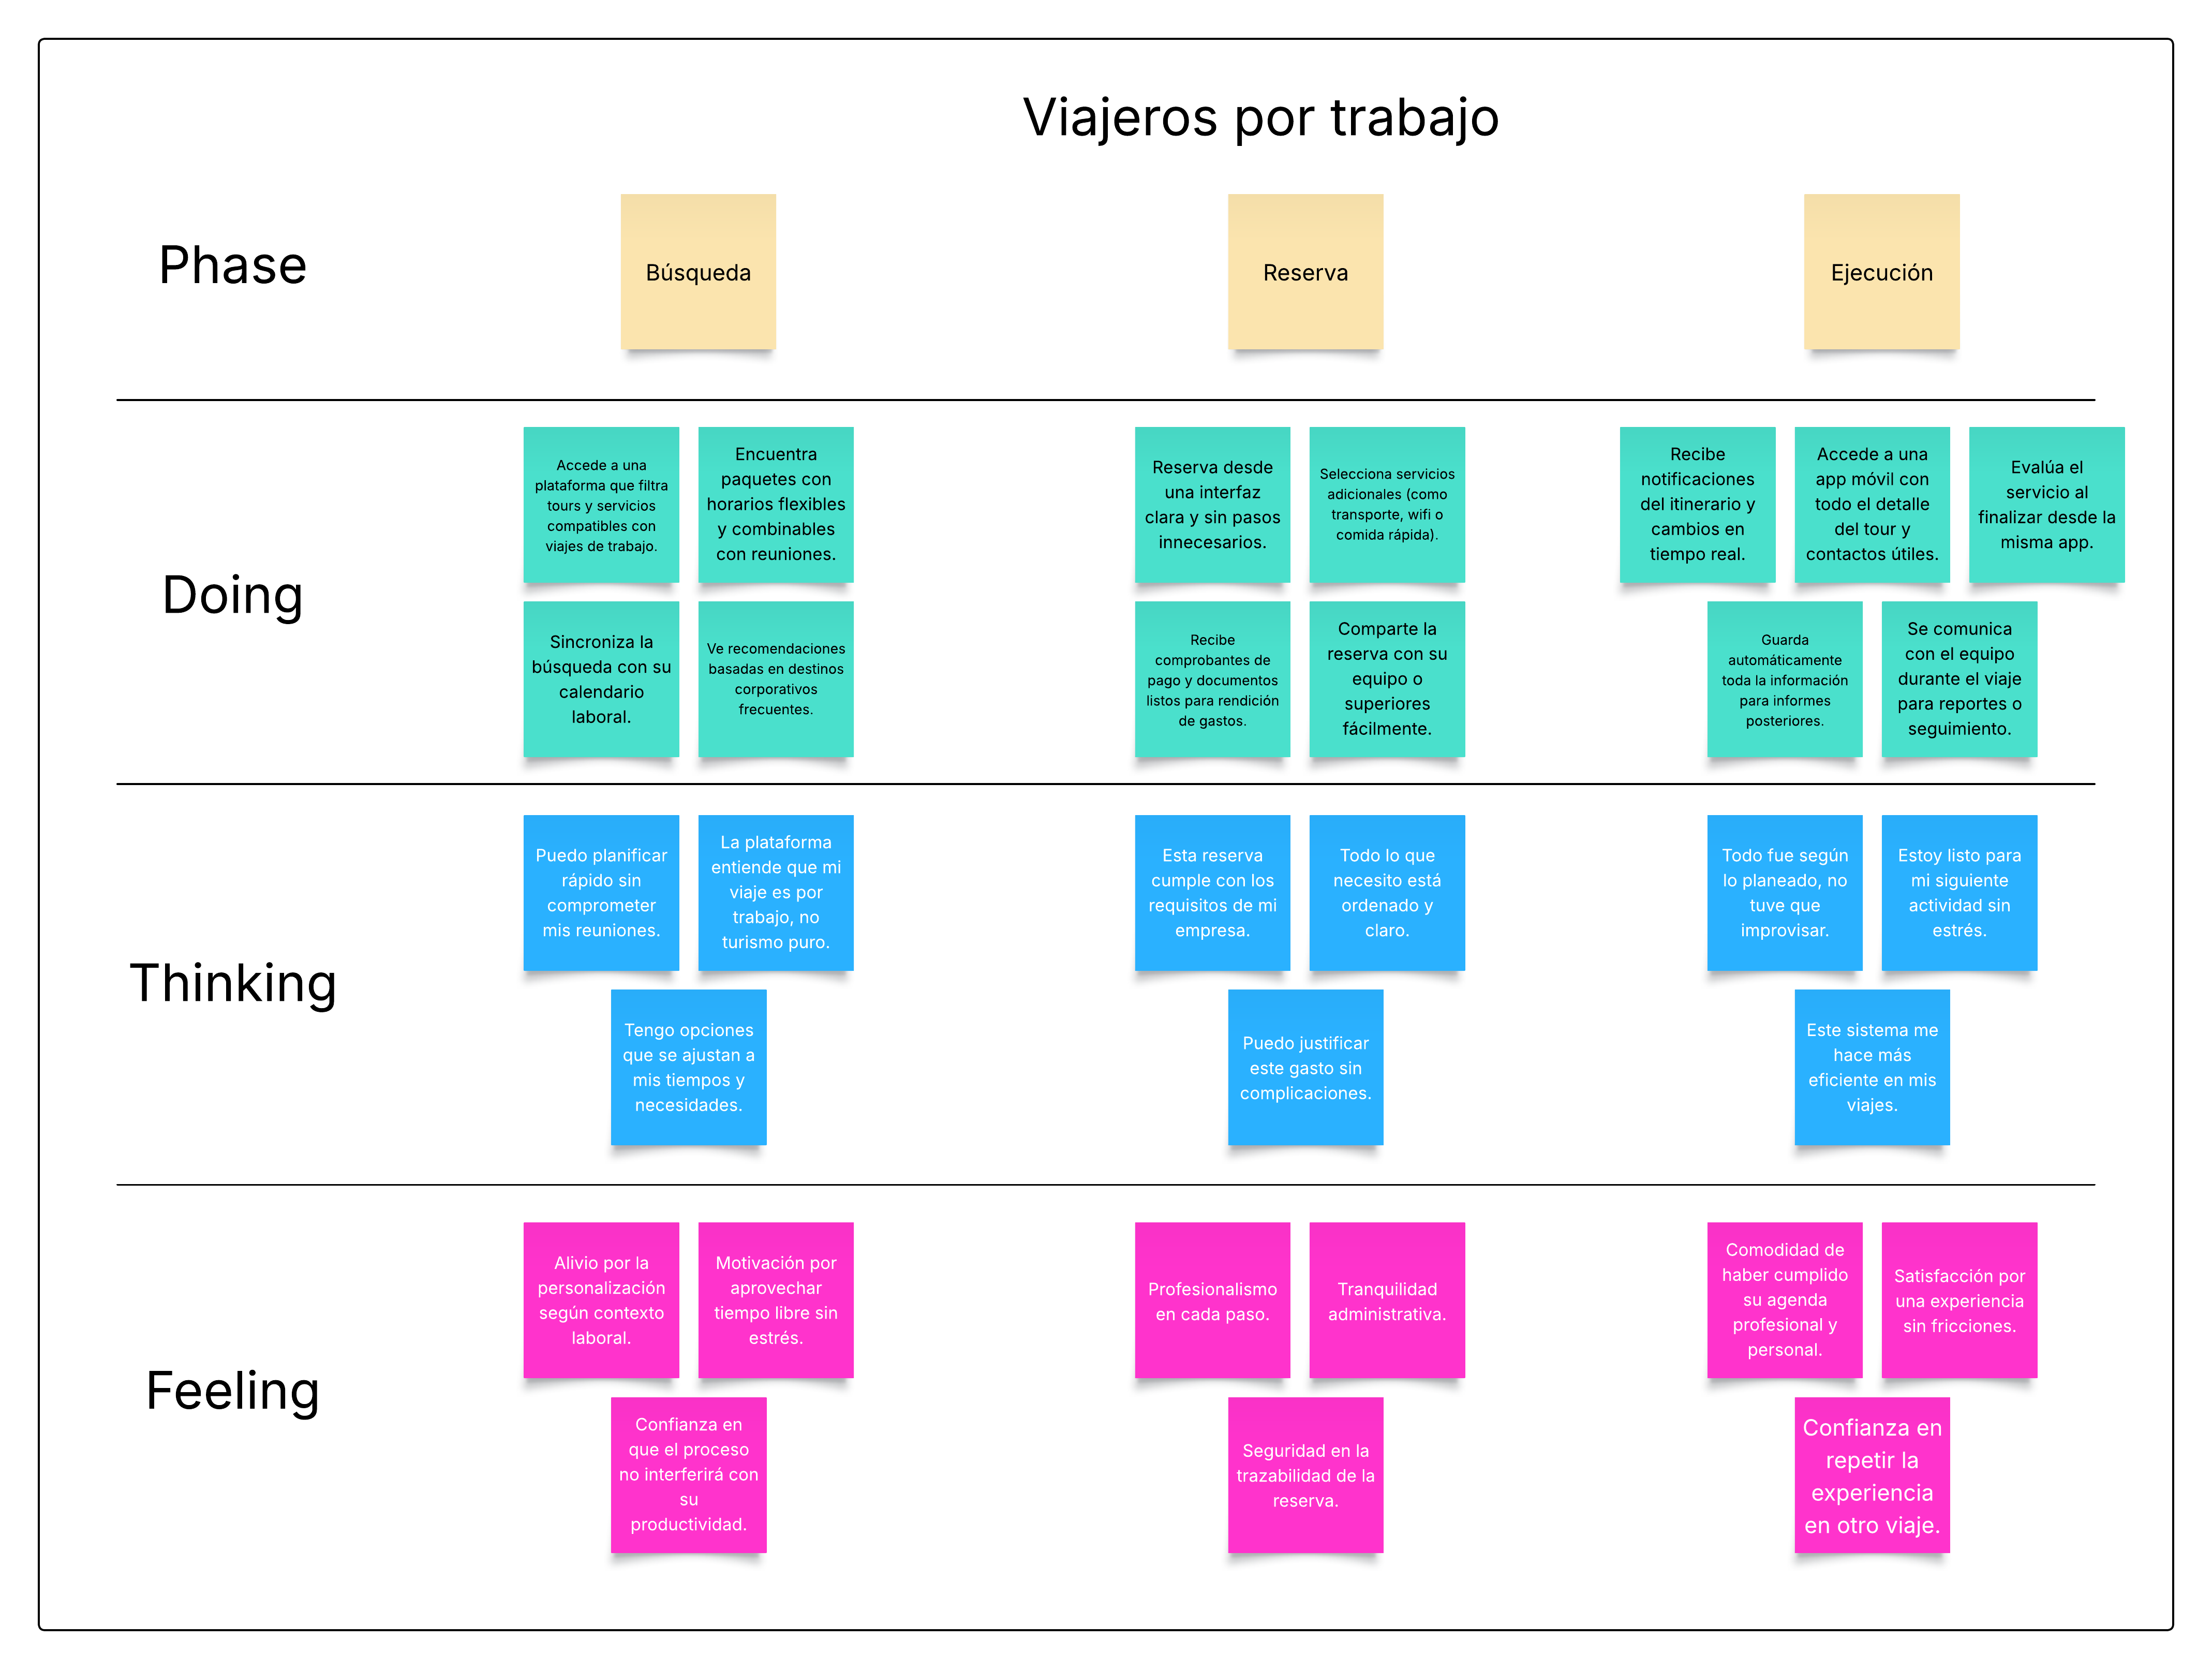 Viajeros por trabajo
Phase
Búsqueda
Reserva
Ejecución
Doing
Accede a una
plataforma que filtra
tours y servicios
compatibles con
viajes de trabajo.
Encuentra
paquetes con
horarios flexibles
y combinables
con reuniones.
Sincroniza la
búsqueda con su
calendario
laboral.
Ve recomendaciones
basadas en destinos
corporativos
frecuentes.
Reserva desde
una interfaz
clara y sin pasos
innecesarios.
Selecciona servicios
adicionales (como
transporte, wifi o
comida rápida).
Recibe
comprobantes de
pago y documentos
listos para rendición
de gastos.
Comparte la
reserva con su
equipo o
superiores
fácilmente.
Recibe
notificaciones
del itinerario y
cambios en
tiempo real.
Accede a una
app móvil con
todo el detalle
del tour y
contactos útiles.
Evalúa el
servicio al
finalizar desde la
misma app.
Guarda
automáticamente
toda la información
para informes
posteriores.
Se comunica
con el equipo
durante el viaje
para reportes o
seguimiento.
Thinking
Puedo planificar
rápido sin
comprometer
mis reuniones.
La plataforma
entiende que mi
viaje es por
trabajo, no
turismo puro.
Tengo opciones
que se ajustan a
mis tiempos y
necesidades.
Esta reserva
cumple con los
requisitos de mi
empresa.
Todo lo que
necesito está
ordenado y
claro.
Puedo justificar
este gasto sin
complicaciones.
Todo fue según
lo planeado, no
tuve que
improvisar.
Estoy listo para
mi siguiente
actividad sin
estrés.
Este sistema me
hace más
eficiente en mis
viajes.
Feeling
Alivio por la
personalización
según contexto
laboral.
Motivación por
aprovechar
tiempo libre sin
estrés.
Confianza en
que el proceso
no interferirá con
su
productividad.
Profesionalismo
en cada paso.
Tranquilidad
administrativa.
Seguridad en la
trazabilidad de la
reserva.
Comodidad de
haber cumplido
su agenda
profesional y
personal.
Satisfacción por
una experiencia
sin fricciones.
Confianza en
repetir la
experiencia
en otro viaje.